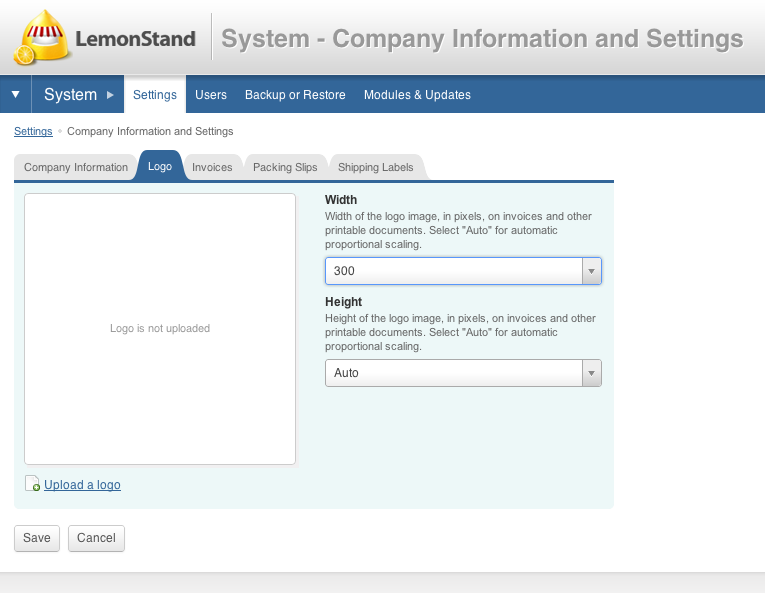 LemonStand
System - Company Information and Settings
System
Settings
Users
Backup or Restore
Modules & Updates
Settings
Company Information and Settings
Company Information
Logo
Invoices
Packing Slips
Shipping Labels
Logo is not uploaded
Upload a logo
Width
Width of the logo image, in pixels, on invoices and other
printable documents. Select "Auto" for automatic
proportional scaling.
300
Height
Height of the logo image, in pixels, on invoices and other
printable documents. Select "Auto" for automatic
proportional scaling.
Auto
Save
Cancel